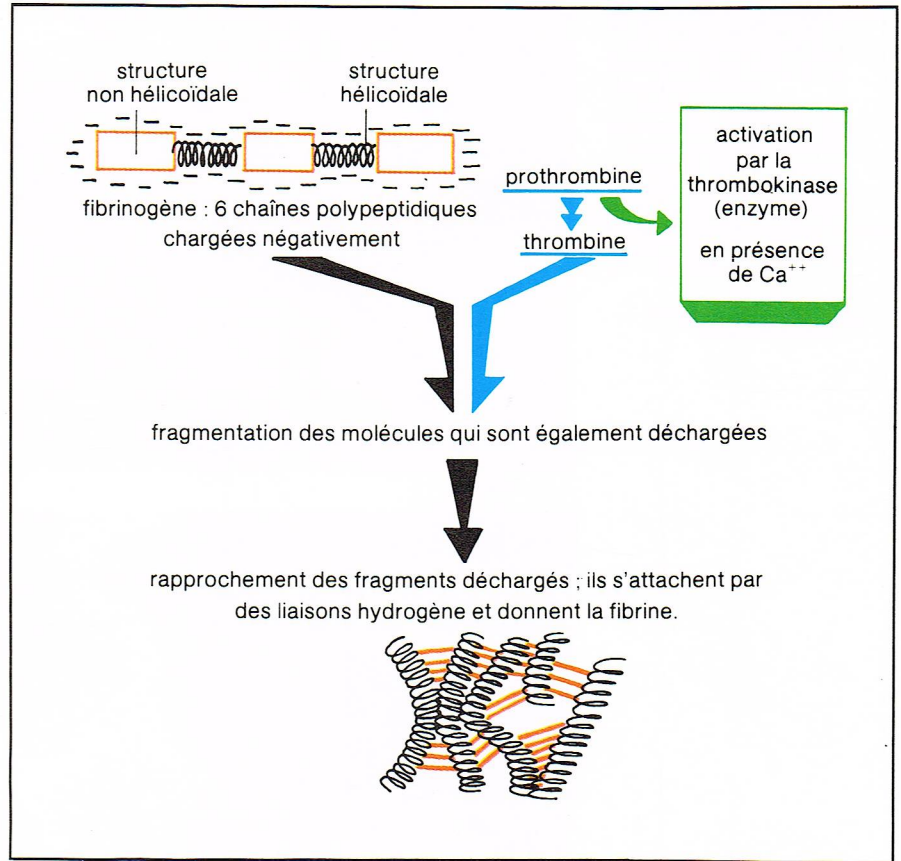 structure
non hélicoïdale
structure
hélicoïdale
fibrinogène : 6 chaînes polypeptidiques
chargées négativement
prothrombine
thrombine
activation
par la
thrombokinase
(enzyme)
en présence
de Ca⁺⁺
fragmentation des molécules qui sont également déchargées
rapprochement des fragments déchargés ; ils s'attachent par
des liaisons hydrogène et donnent la fibrine.